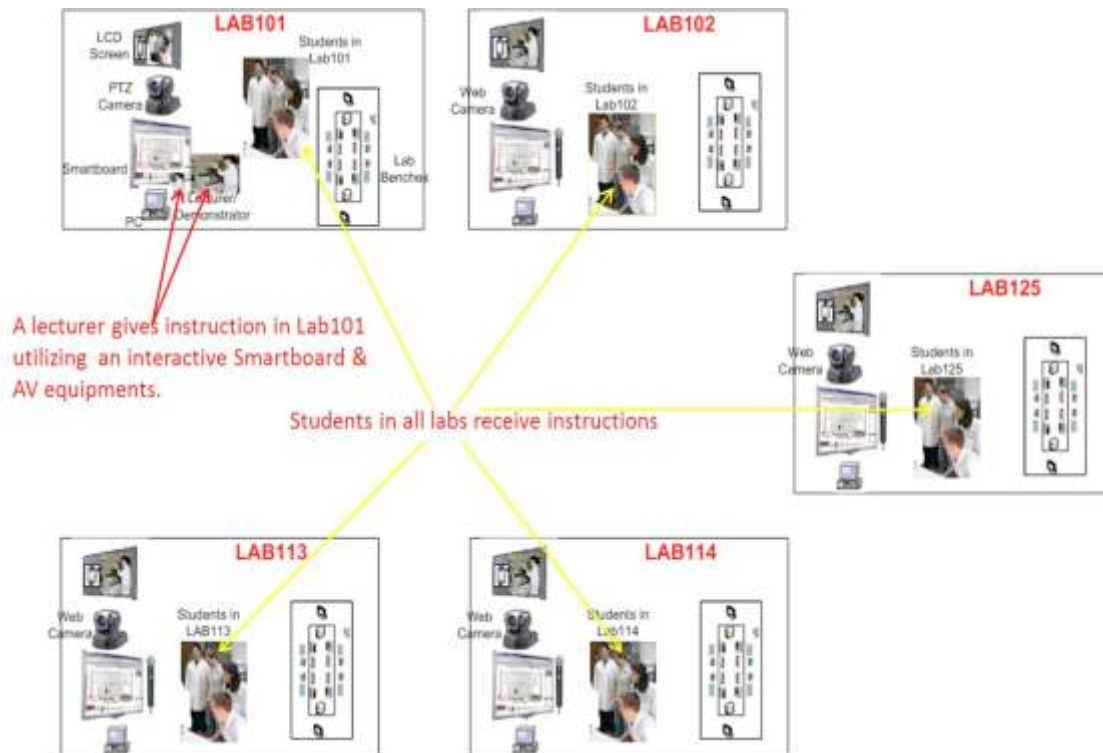 LAB101
LCD
Screen
Students in
Lab101
PTZ
Camera
Smartboard
Lab
Benches
Lecturer/
Demonstrator
PC
LAB102
Web
Camera
Students in
Lab102
A lecturer gives instruction in Lab101
utilizing an interactive Smartboard &
AV equipments.
LAB125
Web
Camera
Students in
Lab125
Students in all labs receive instructions
LAB113
Web
Camera
Students in
LAB113
LAB114
Web
Camera
Students in
Lab114